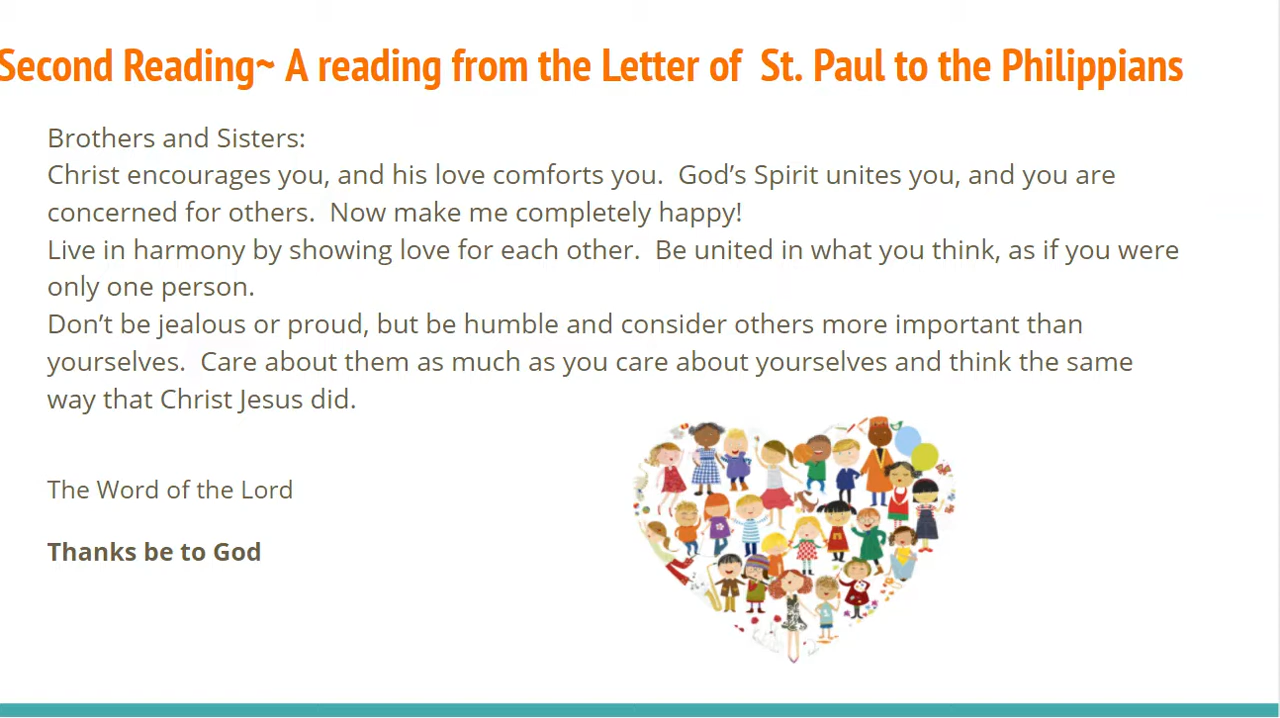 Second Reading~ A reading from the Letter of  St. Paul to the Philippians
Brothers and Sisters:
Christ encourages you, and his love comforts you.  God’s Spirit unites you, and you are
concerned for others.  Now make me completely happy!
Live in harmony by showing love for each other.  Be united in what you think, as if you were
only one person.
Don’t be jealous or proud, but be humble and consider others more important than
yourselves.  Care about them as much as you care about yourselves and think the same
way that Christ Jesus did.
The Word of the Lord
Thanks be to God